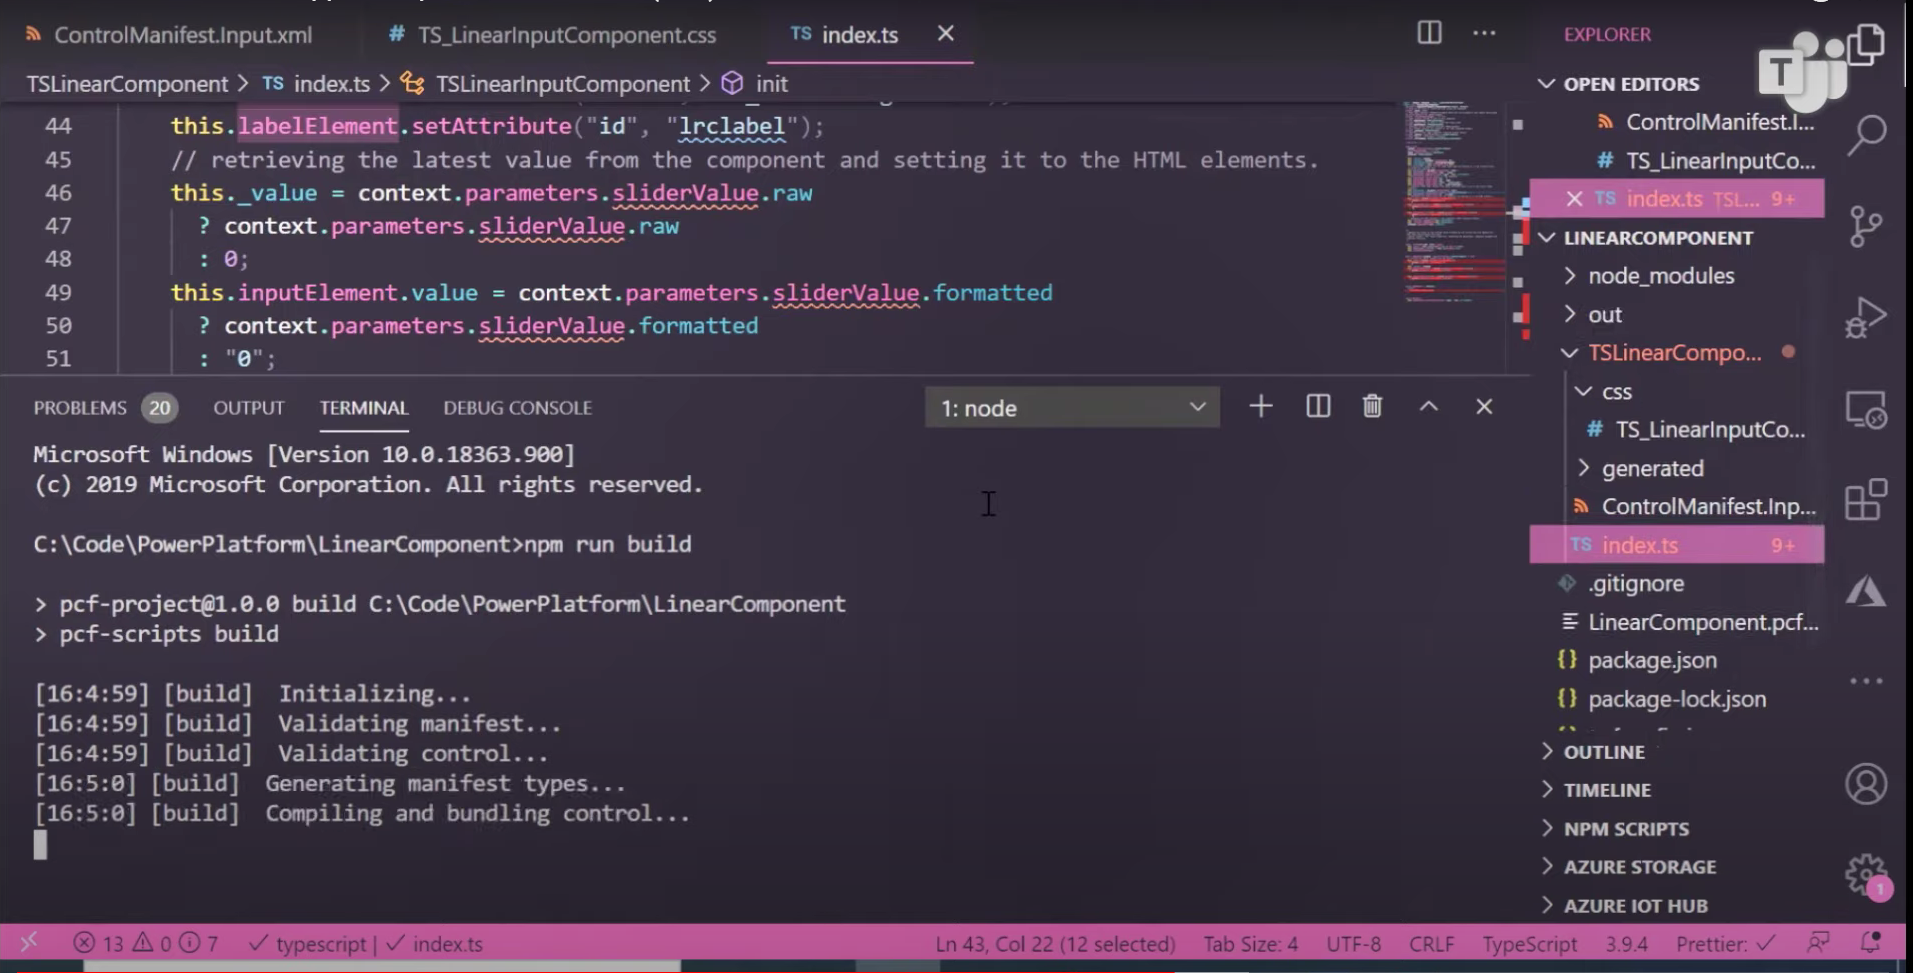 ControlManifest.Input.xml
# TS_LinearInputComponent.css
TS index.ts
TSLinearComponent > TS index.ts > TSLinearInputComponent > init
44 this.labelElement.setAttribute("id", "lrclabel");
45 // retrieving the latest value from the component and setting it to the HTML elements.
46 this._value = context.parameters.sliderValue.raw
47 ? context.parameters.sliderValue.raw
48 : 0;
49 this.inputElement.value = context.parameters.sliderValue.formatted
50 ? context.parameters.sliderValue.formatted
51 : "0";
PROBLEMS 20 OUTPUT TERMINAL DEBUG CONSOLE 1: node
Microsoft Windows [Version 10.0.18363.900]
(c) 2019 Microsoft Corporation. All rights reserved.
C:\Code\PowerPlatform\LinearComponent>npm run build
> pcf-project@1.0.0 build C:\Code\PowerPlatform\LinearComponent
> pcf-scripts build
[16:4:59] [build] Initializing...
[16:4:59] [build] Validating manifest...
[16:4:59] [build] Validating control...
[16:5:0] [build] Generating manifest types...
[16:5:0] [build] Compiling and bundling control...
EXPLORER
T
OPEN EDITORS
ControlManifest.I...
# TS_LinearInputCo...
TS index.ts TSL... 9+
LINEARCOMPONENT
node_modules
out
TSLinearCompo...
css
# TS_LinearInputCo...
generated
ControlManifest.Inp...
TS index.ts 9+
.gitignore
LinearComponent.pcf...
{} package.json
{} package-lock.json
OUTLINE
TIMELINE
NPM SCRIPTS
AZURE STORAGE
AZURE IOT HUB
1
13 0 7 typescript | index.ts Ln 43, Col 22 (12 selected) Tab Size: 4 UTF-8 CRLF TypeScript 3.9.4 Prettier: